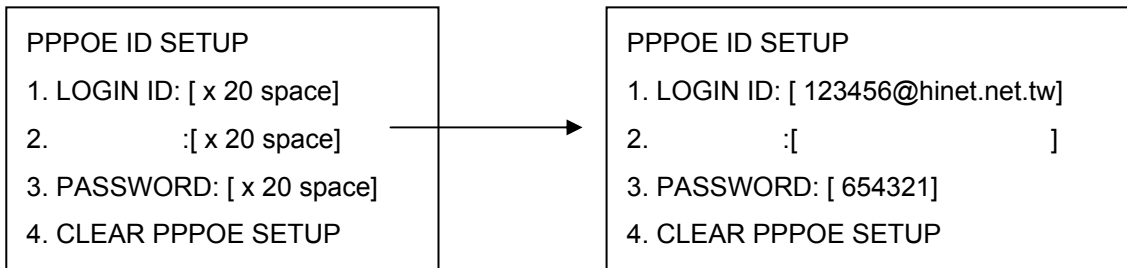 PPPOE ID SETUP
1. LOGIN ID: [ x 20 space]
2. :[ x 20 space]
3. PASSWORD: [ x 20 space]
4. CLEAR PPPOE SETUP
PPPOE ID SETUP
1. LOGIN ID: [ 123456@hinet.net.tw]
2. :[ ]
3. PASSWORD: [ 654321]
4. CLEAR PPPOE SETUP